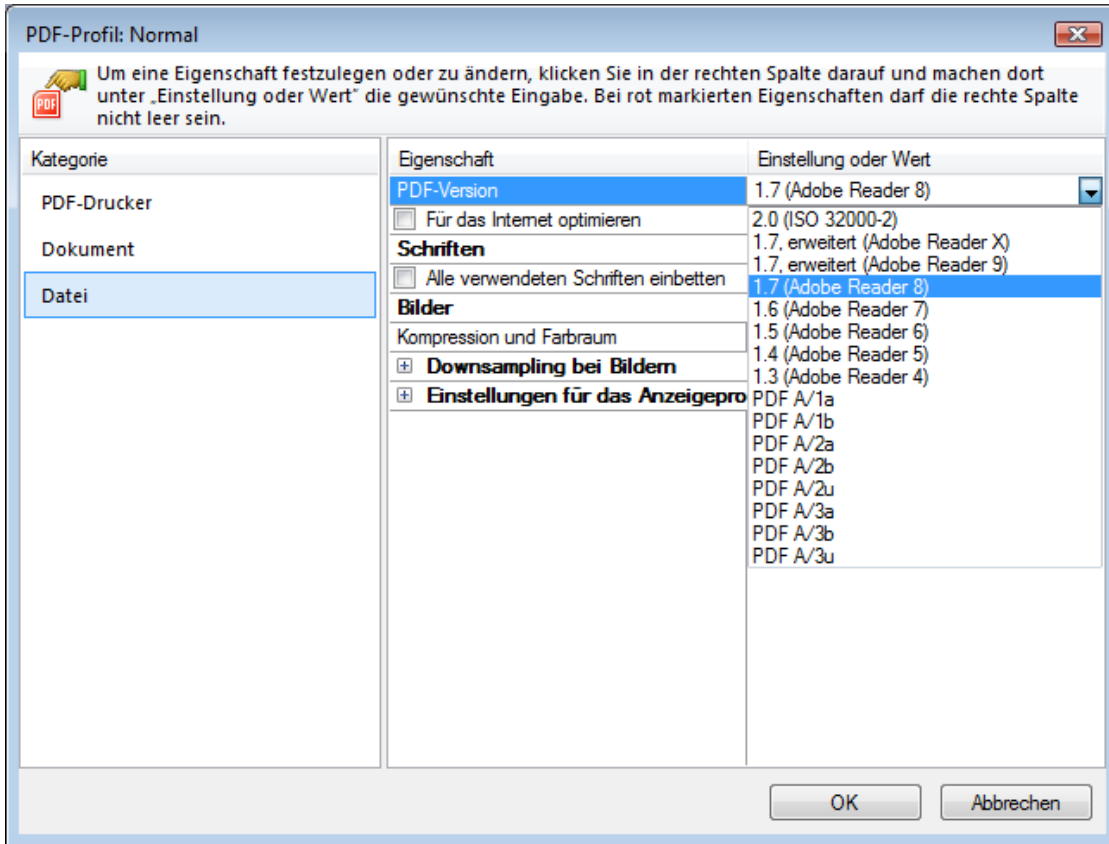 PDF-Profil: Normal
Um eine Eigenschaft festzulegen oder zu ändern, klicken Sie in der rechten Spalte darauf und machen dort
unter „Einstellung oder Wert“ die gewünschte Eingabe. Bei rot markierten Eigenschaften darf die rechte Spalte
nicht leer sein.
PDF
Kategorie
PDF-Drucker
Dokument
Datei
Eigenschaft
Einstellung oder Wert
PDF-Version
1.7 (Adobe Reader 8)
Für das Internet optimieren
Schriften
Alle verwendeten Schriften einbetten
Bilder
Kompression und Farbraum
Downsampling bei Bildern
Einstellungen für das Anzeigepro
2.0 (ISO 32000-2)
1.7, erweitert (Adobe Reader X)
1.7, erweitert (Adobe Reader 9)
1.7 (Adobe Reader 8)
1.6 (Adobe Reader 7)
1.5 (Adobe Reader 6)
1.4 (Adobe Reader 5)
1.3 (Adobe Reader 4)
PDF A/1a
PDF A/1b
PDF A/2a
PDF A/2b
PDF A/2u
PDF A/3a
PDF A/3b
PDF A/3u
OK
Abbrechen